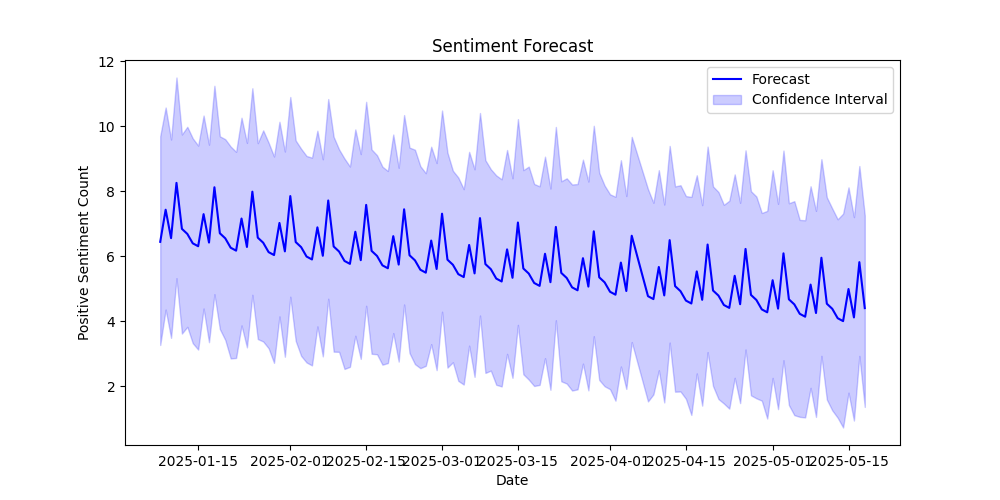 Sentiment Forecast
Forecast
Confidence Interval
Positive Sentiment Count
12
10
8
6
4
2
2025-01-15 2025-02-01 2025-02-15 2025-03-01 2025-03-15 2025-04-01 2025-04-15 2025-05-01 2025-05-15
Date